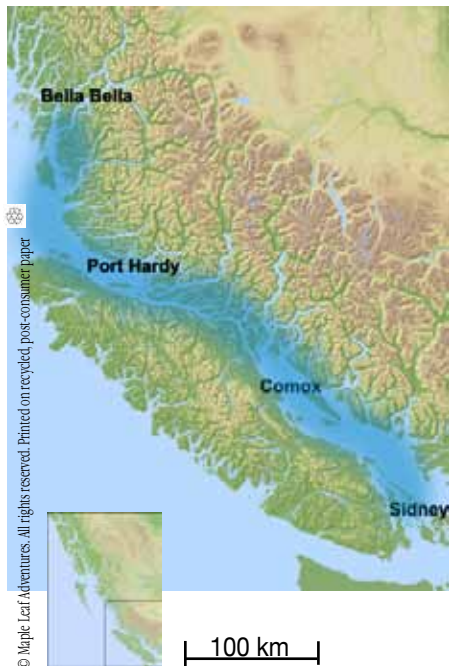 Bella Bella
Port Hardy
Comox
Sidney
© Maple Leaf Adventures. All rights reserved. Printed on recycled, post-consumer paper
100 km